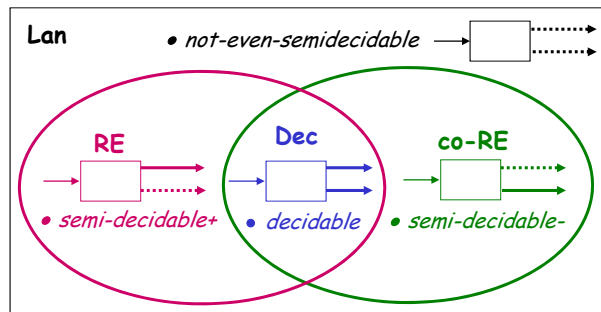 Lan
• not-even-semidecidable
RE
Dec
co-RE
• semi-decidable+
• decidable
• semi-decidable-